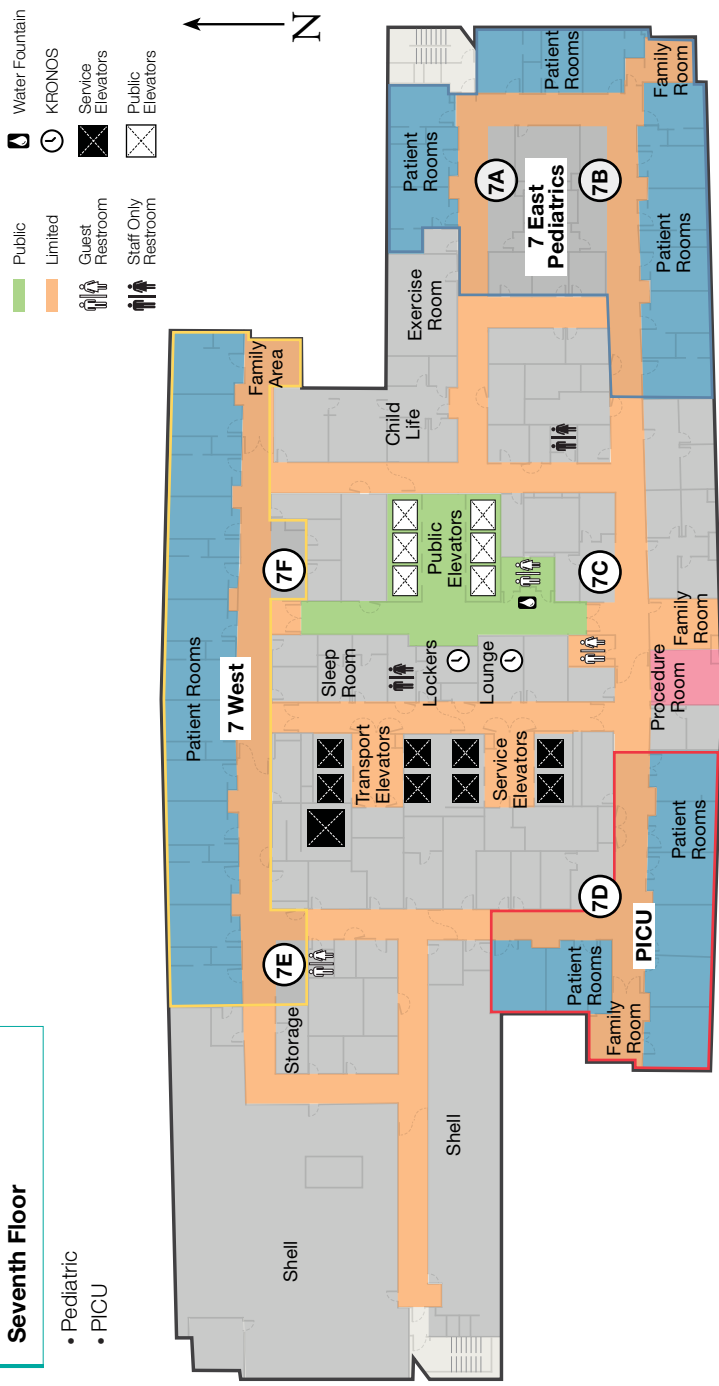 Seventh Floor
• Pediatric
• PICU
Public
Limited
Guest
Restroom
Staff Only
Restroom
Water Fountain
KRONOS
Service
Elevators
Public
Elevators
N
Patient Rooms
7 West
Family
Area
7E
7F
Storage
Shell
Shell
Sleep
Room
Lockers
Lounge
Transport
Elevators
Service
Elevators
Public
Elevators
Child
Life
Exercise
Room
Patient
Rooms
7A
7 East
Pediatrics
7B
Patient
Rooms
Family
Room
Patient
Rooms
7C
Family
Room
Procedure
Room
7D
PICU
Patient
Rooms
Family
Room
Patient
Rooms